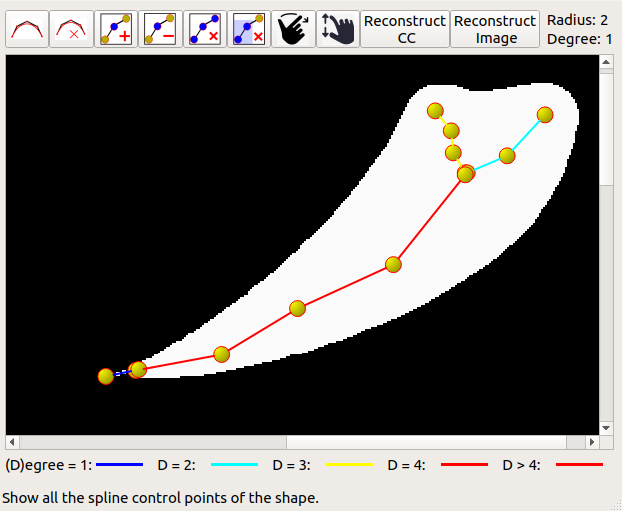 Reconstruct
CC
Reconstruct
Image
Radius: 2
Degree: 1
(D)egree = 1: D = 2: D = 3: D = 4: D > 4:
Show all the spline control points of the shape.